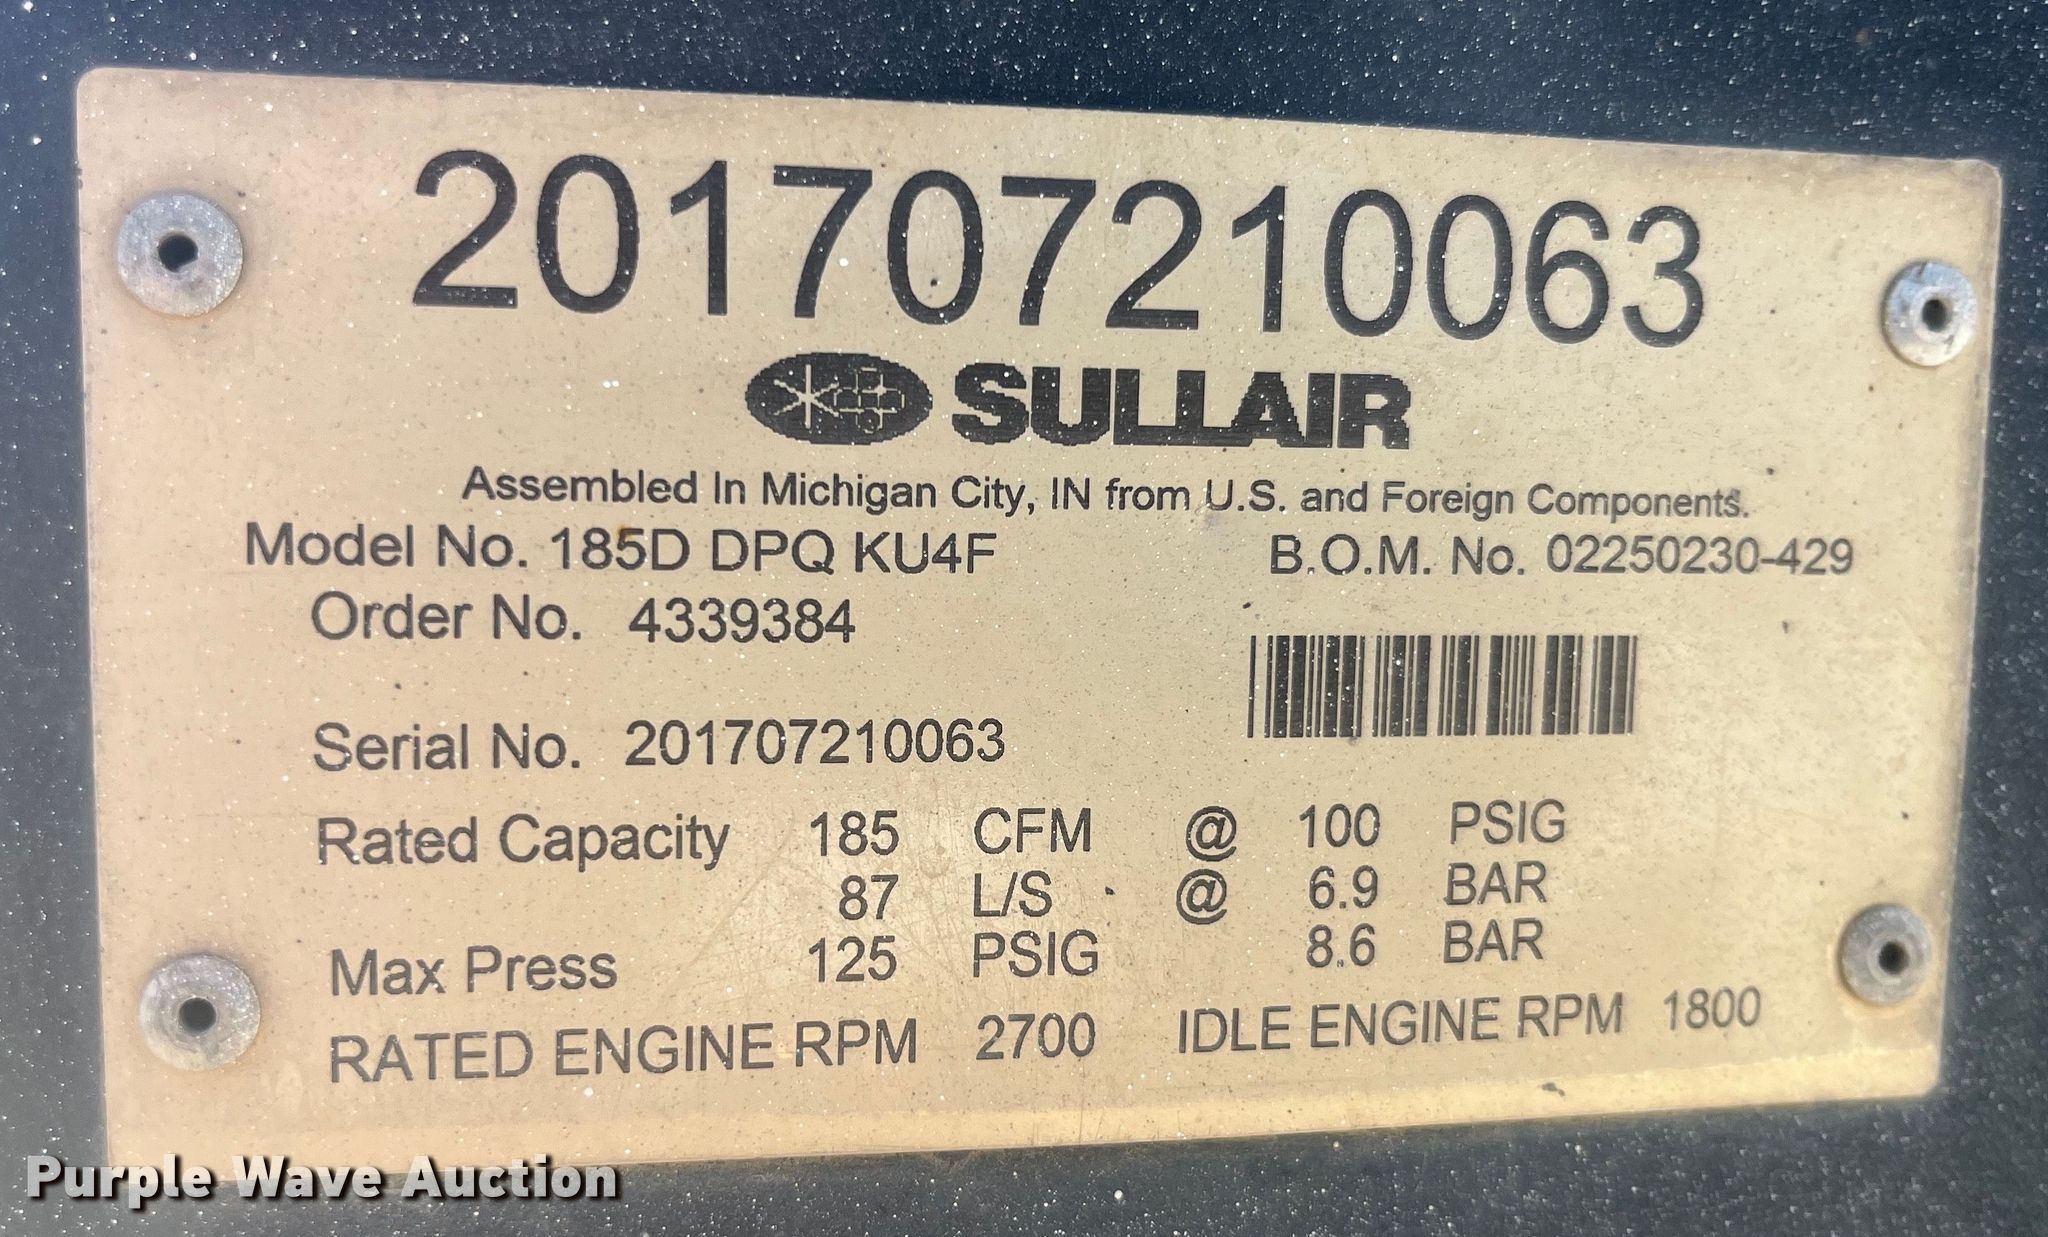 201707210063
SULLAIR
Assembled In Michigan City, IN from U.S. and Foreign Components.
Model No. 185D DPQ KU4F B.O.M. No. 02250230-429
Order No. 4339384
Serial No. 201707210063
Rated Capacity 185 CFM @ 100 PSIG
87 L/S @ 6.9 BAR
Max Press 125 PSIG 8.6 BAR
RATED ENGINE RPM 2700 IDLE ENGINE RPM 1800
Purple Wave Auction